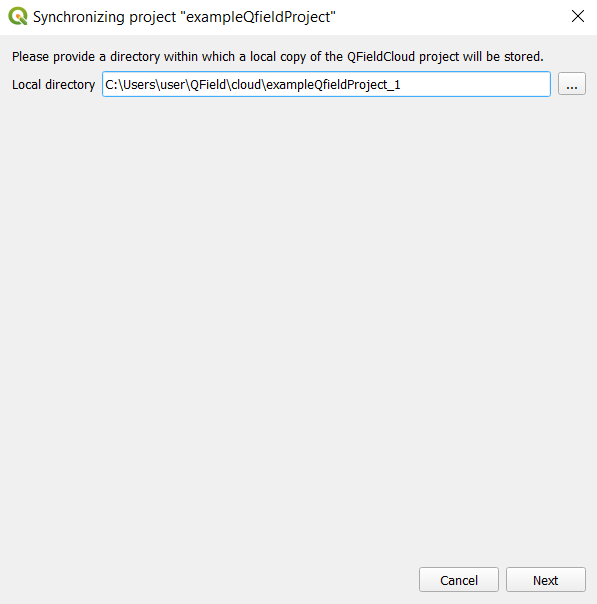 Synchronizing project "exampleQfieldProject"
Please provide a directory within which a local copy of the QFieldCloud project will be stored.
Local directory C:\Users\user\QField\cloud\exampleQfieldProject_1 ...
Cancel Next